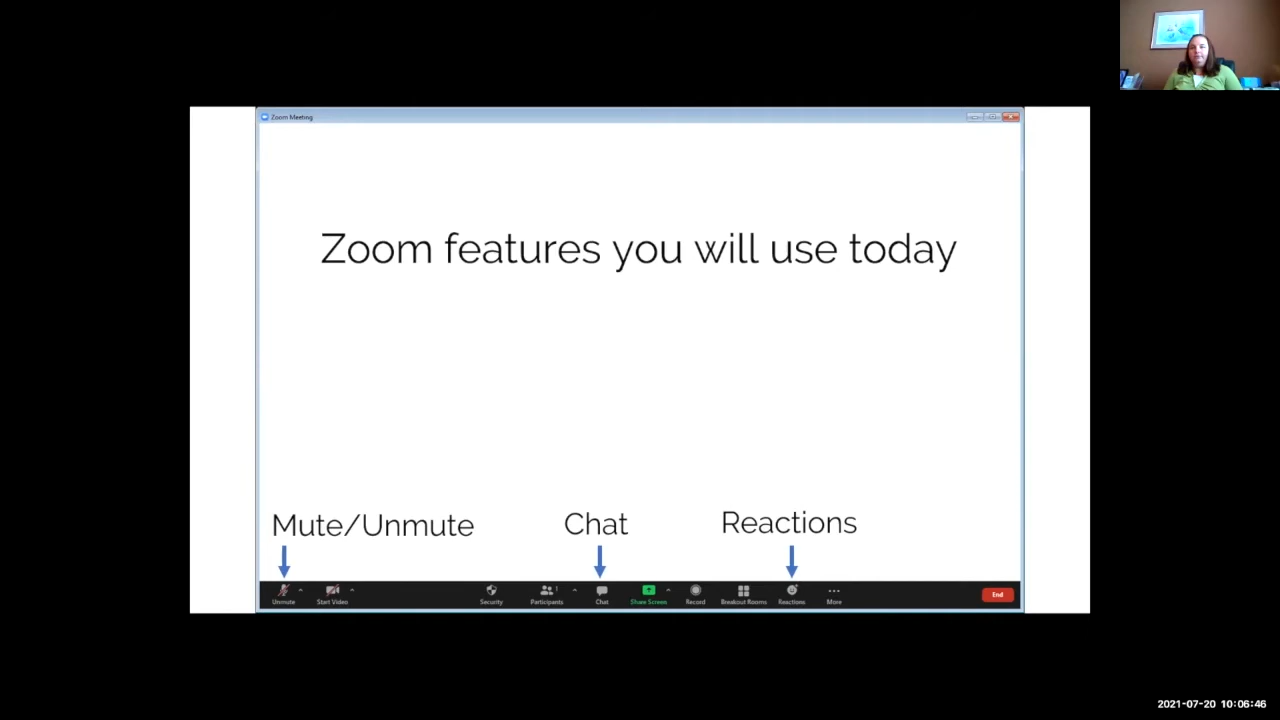 Zoom Meeting
Zoom features you will use today
Mute/Unmute
Chat
Reactions
Unmute
Start Video
Security
Participants
1
Chat
Share Screen
Record
Breakout Rooms
Reactions
More
End
2021-07-20 10:06:46